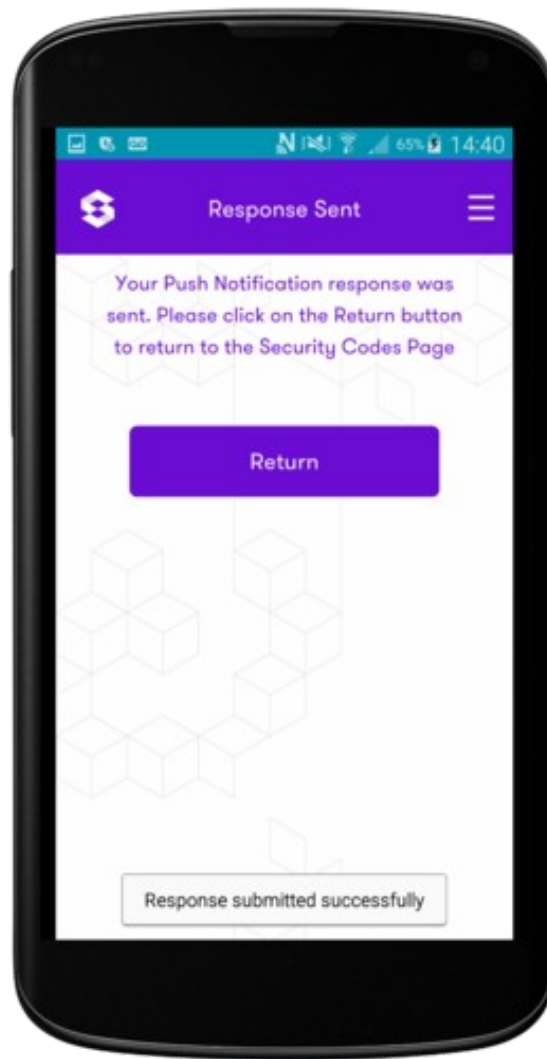 65% 14:40
Response Sent
Your Push Notification response was
sent. Please click on the Return button
to return to the Security Codes Page
Return
Response submitted successfully